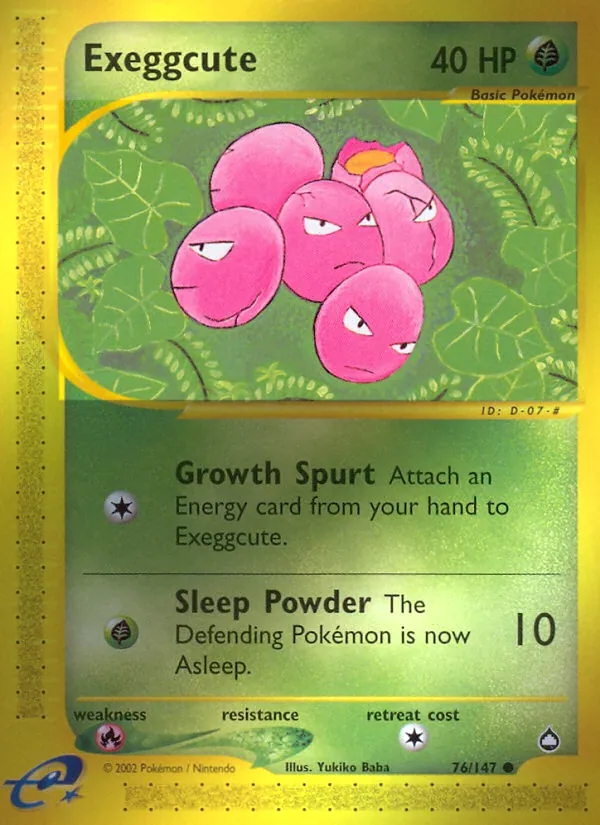 Exeggcute 40 HP
Basic Pokémon
ID: D-07-#
Growth Spurt Attach an
Energy card from your hand to
Exeggcute.
Sleep Powder The
Defending Pokémon is now
Asleep.
10
weakness resistance retreat cost
© 2002 Pokémon / Nintendo Illus. Yukiko Baba 76/147
e